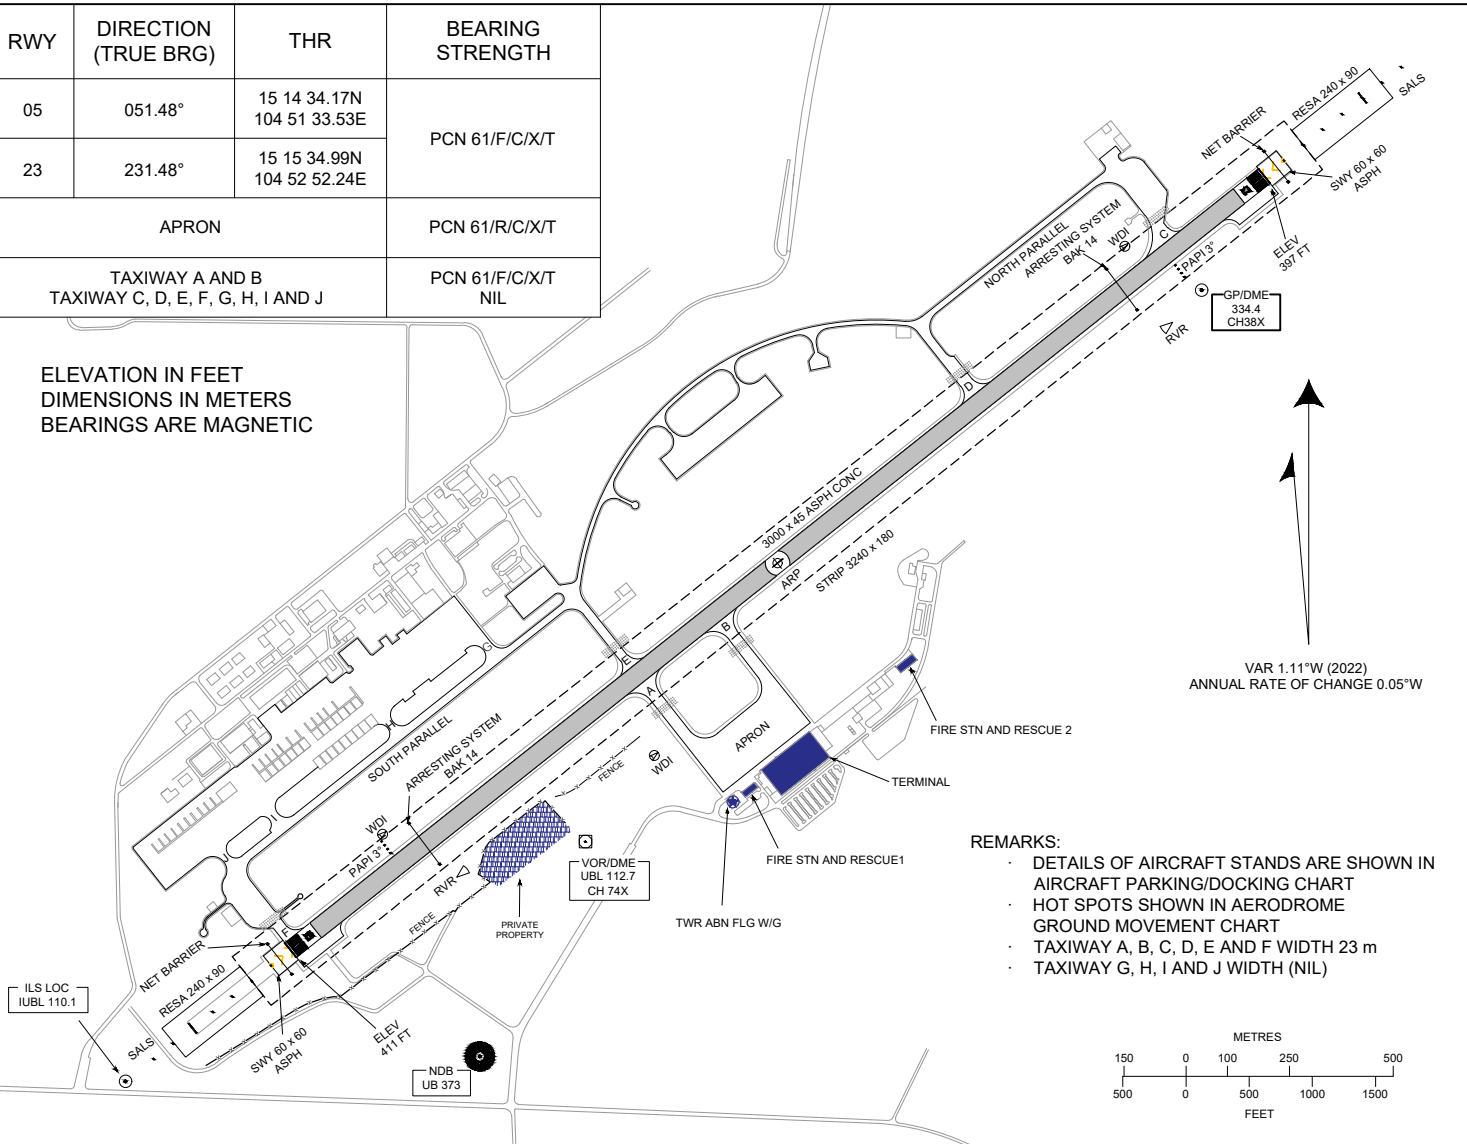 RWY
DIRECTION
(TRUE BRG)
THR
BEARING
STRENGTH
05
051.48°
15 14 34.17N
104 51 33.53E
PCN 61/F/C/X/T
23
231.48°
15 15 34.99N
104 52 52.24E
APRON
PCN 61/R/C/X/T
TAXIWAY A AND B
TAXIWAY C, D, E, F, G, H, I AND J
PCN 61/F/C/X/T
NIL
ELEVATION IN FEET
DIMENSIONS IN METERS
BEARINGS ARE MAGNETIC
SALS
RESA 240 x 90
NET BARRIER
SWY 60 x 60
ASPH
ELEV
397 FT
C
PAPI 3°
WDI
NORTH PARALLEL
ARRESTING SYSTEM
BAK 14
GP/DME
334.4
CH38X
RVR
D
3000 x 45 ASPH CONC
ARP
STRIP 3240 x 180
VAR 1.11°W (2022)
ANNUAL RATE OF CHANGE 0.05°W
B
E
A
G
H
I
J
F
APRON
FIRE STN AND RESCUE 2
TERMINAL
FIRE STN AND RESCUE1
TWR ABN FLG W/G
SOUTH PARALLEL
ARRESTING SYSTEM
BAK 14
WDI
FENCE
WDI
PAPI 3°
RVR
VOR/DME
UBL 112.7
CH 74X
PRIVATE
PROPERTY
FENCE
NET BARRIER
RESA 240 x 90
ILS LOC
IUBL 110.1
SALS
SWY 60 x 60
ASPH
ELEV
411 FT
NDB
UB 373
REMARKS:
· DETAILS OF AIRCRAFT STANDS ARE SHOWN IN
AIRCRAFT PARKING/DOCKING CHART
· HOT SPOTS SHOWN IN AERODROME
GROUND MOVEMENT CHART
· TAXIWAY A, B, C, D, E AND F WIDTH 23 m
· TAXIWAY G, H, I AND J WIDTH (NIL)
METRES
150 0 100 250 500
500 0 500 1000 1500
FEET